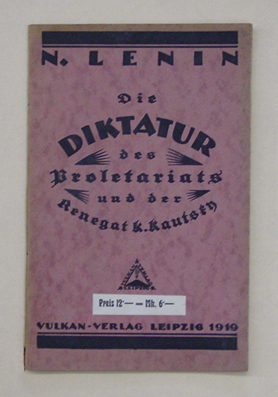 N. LENIN
Die
DIKTATUR
des
Proletariats
und der
Renegat K. Kautsky
Preis 12·— = Mk. 6·—
VULKAN-VERLAG LEIPZIG 1919